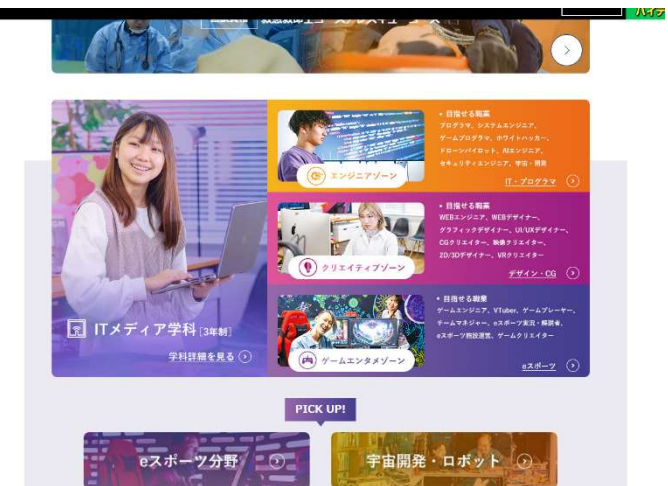 ITメディア学科 [3年制]
学科詳細を見る
エンジニアゾーン
• 目指せる職業
プログラマ、システムエンジニア、
ゲームプログラマ、ホワイトハッカー、
ドローンパイロット、AIエンジニア、
セキュリティエンジニア、宇宙・開発
IT・プログラマ
クリエイティブゾーン
• 目指せる職業
WEBエンジニア、WEBデザイナー、
グラフィックデザイナー、UI/UXデザイナー、
CGクリエイター、映像クリエイター、
2D/3Dデザイナー、VRクリエイター
デザイン・CG
ゲームエンタメゾーン
• 目指せる職業
ゲームエンジニア、VTuber、ゲームプレーヤー、
チームマネジャー、eスポーツ実況・解説者、
eスポーツ施設運営、ゲームクリエイター
eスポーツ
PICK UP!
eスポーツ分野
宇宙開発・ロボット